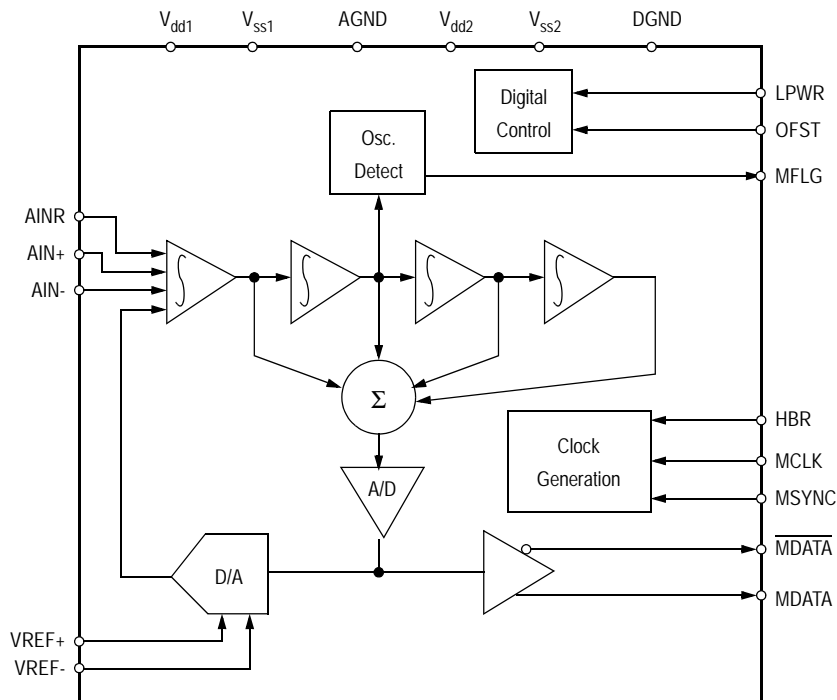 Vdd1 Vss1 AGND Vdd2 Vss2 DGND
Digital
Control
LPWR
OFST
Osc.
Detect
MFLG
AINR
AIN+
AIN-
∫ ∫ ∫ ∫
Σ
HBR
Clock
Generation
MCLK
MSYNC
A/D
MDATA
D/A
MDATA
VREF+
VREF-